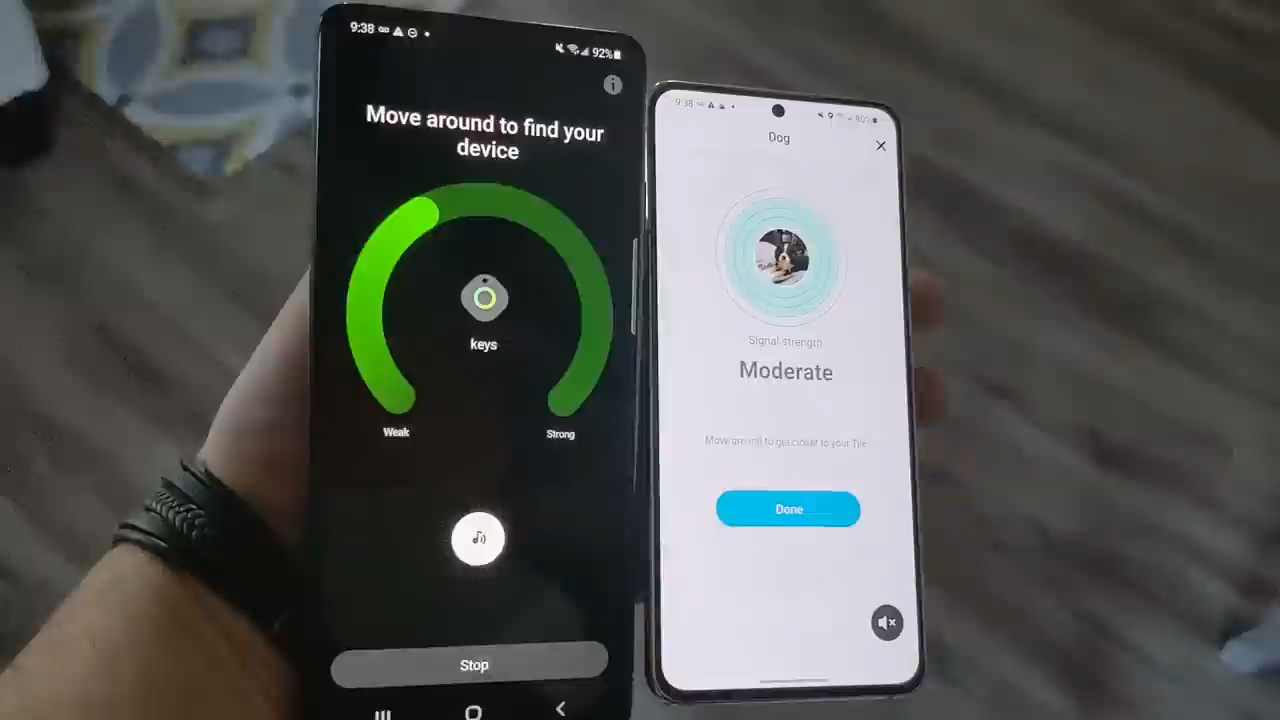 9:38
92%
Move around to find your
device
keys
Weak
Strong
Stop
9:38
80%
Dog
Signal strength
Moderate
Move around to get closer to your Tile
Done